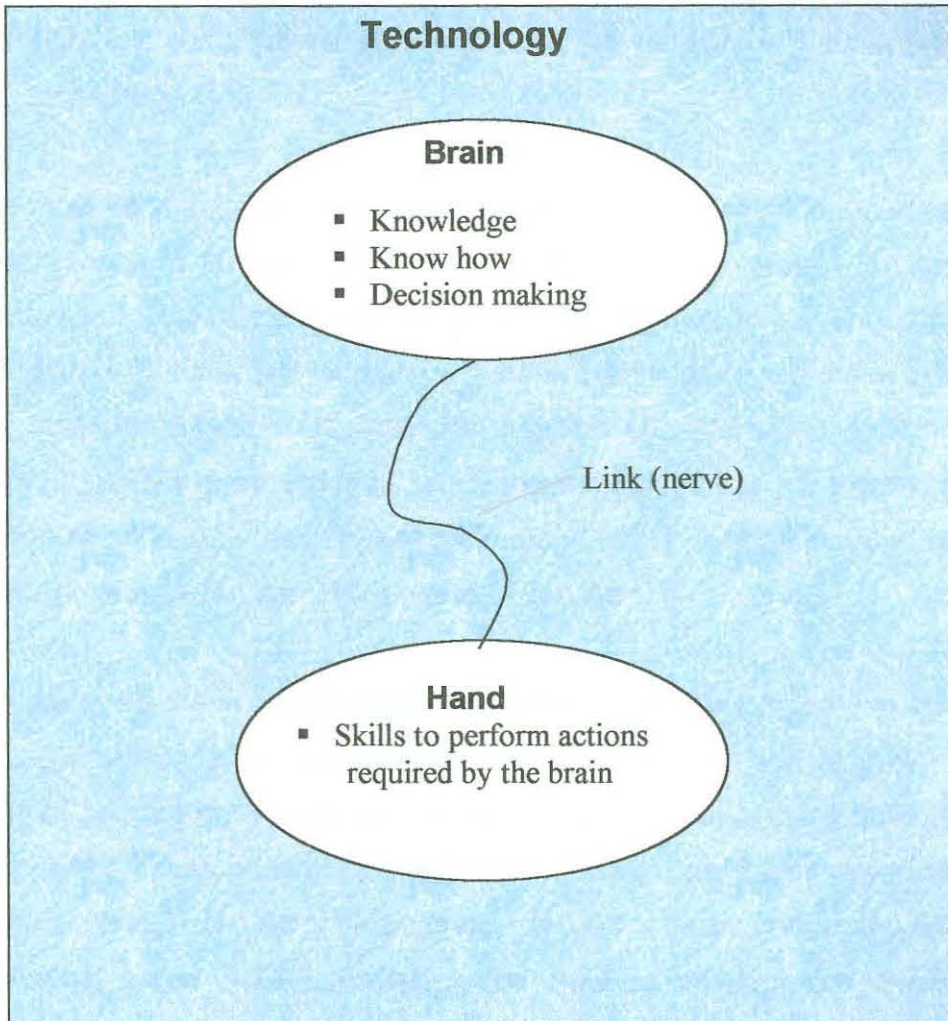 Technology
Brain
▪ Knowledge
▪ Know how
▪ Decision making
Link (nerve)
Hand
▪ Skills to perform actions
required by the brain